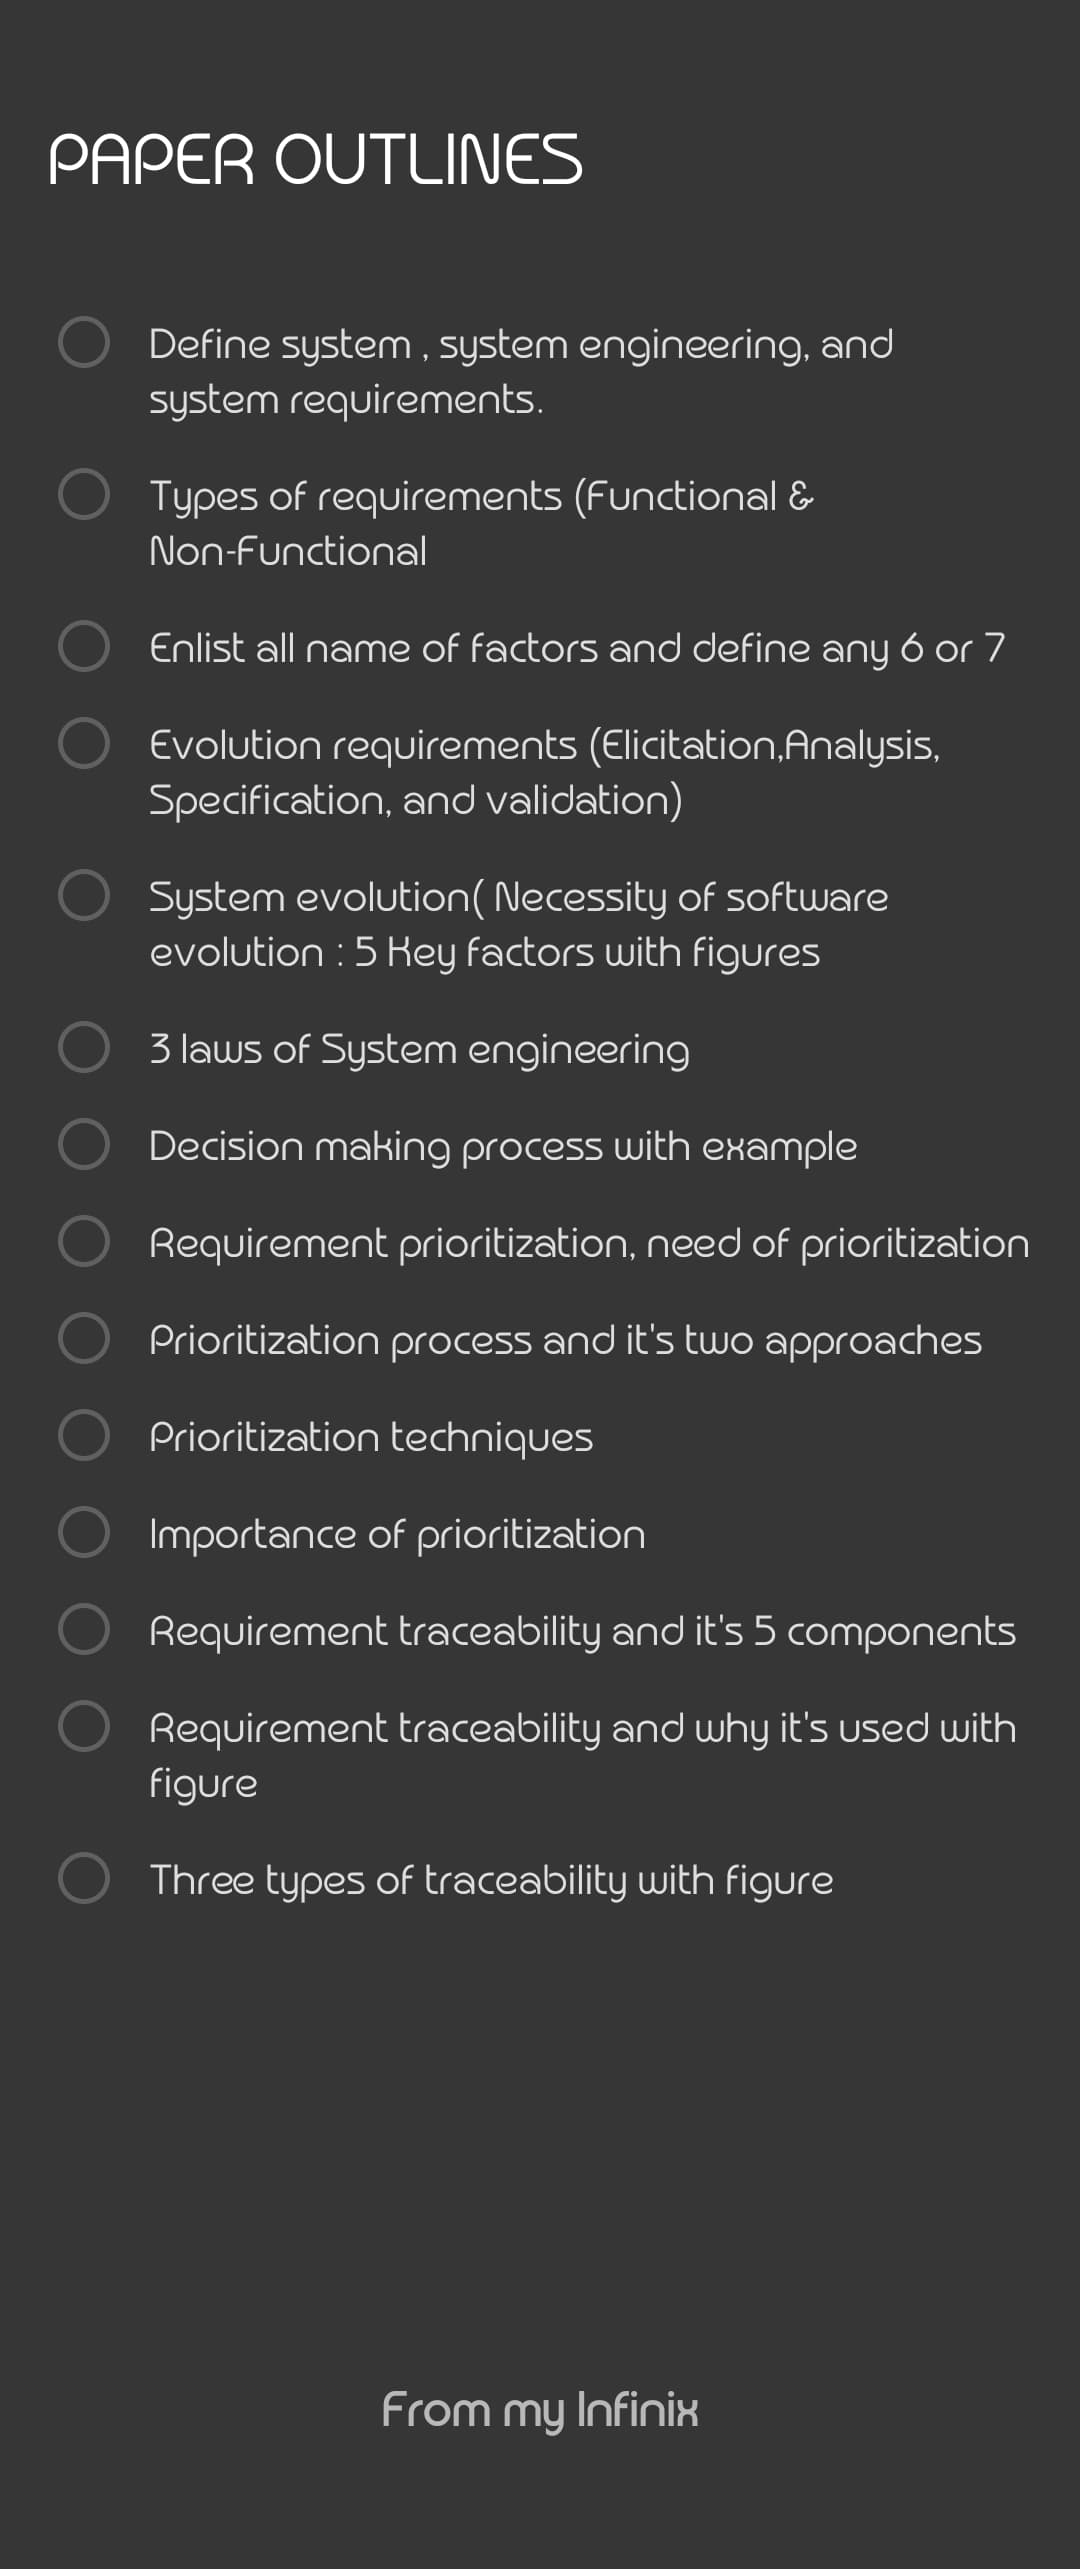 PAPER OUTLINES
Define system , system engineering, and
system requirements.
Types of requirements (Functional &
Non-Functional
Enlist all name of factors and define any 6 or 7
Evolution requirements (Elicitation,Analysis,
Specification, and validation)
System evolution( Necessity of software
evolution : 5 Key factors with figures
3 laws of System engineering
Decision making process with example
Requirement prioritization, need of prioritization
Prioritization process and it's two approaches
Prioritization techniques
Importance of prioritization
Requirement traceability and it's 5 components
Requirement traceability and why it's used with
figure
Three types of traceability with figure
From my Infinix